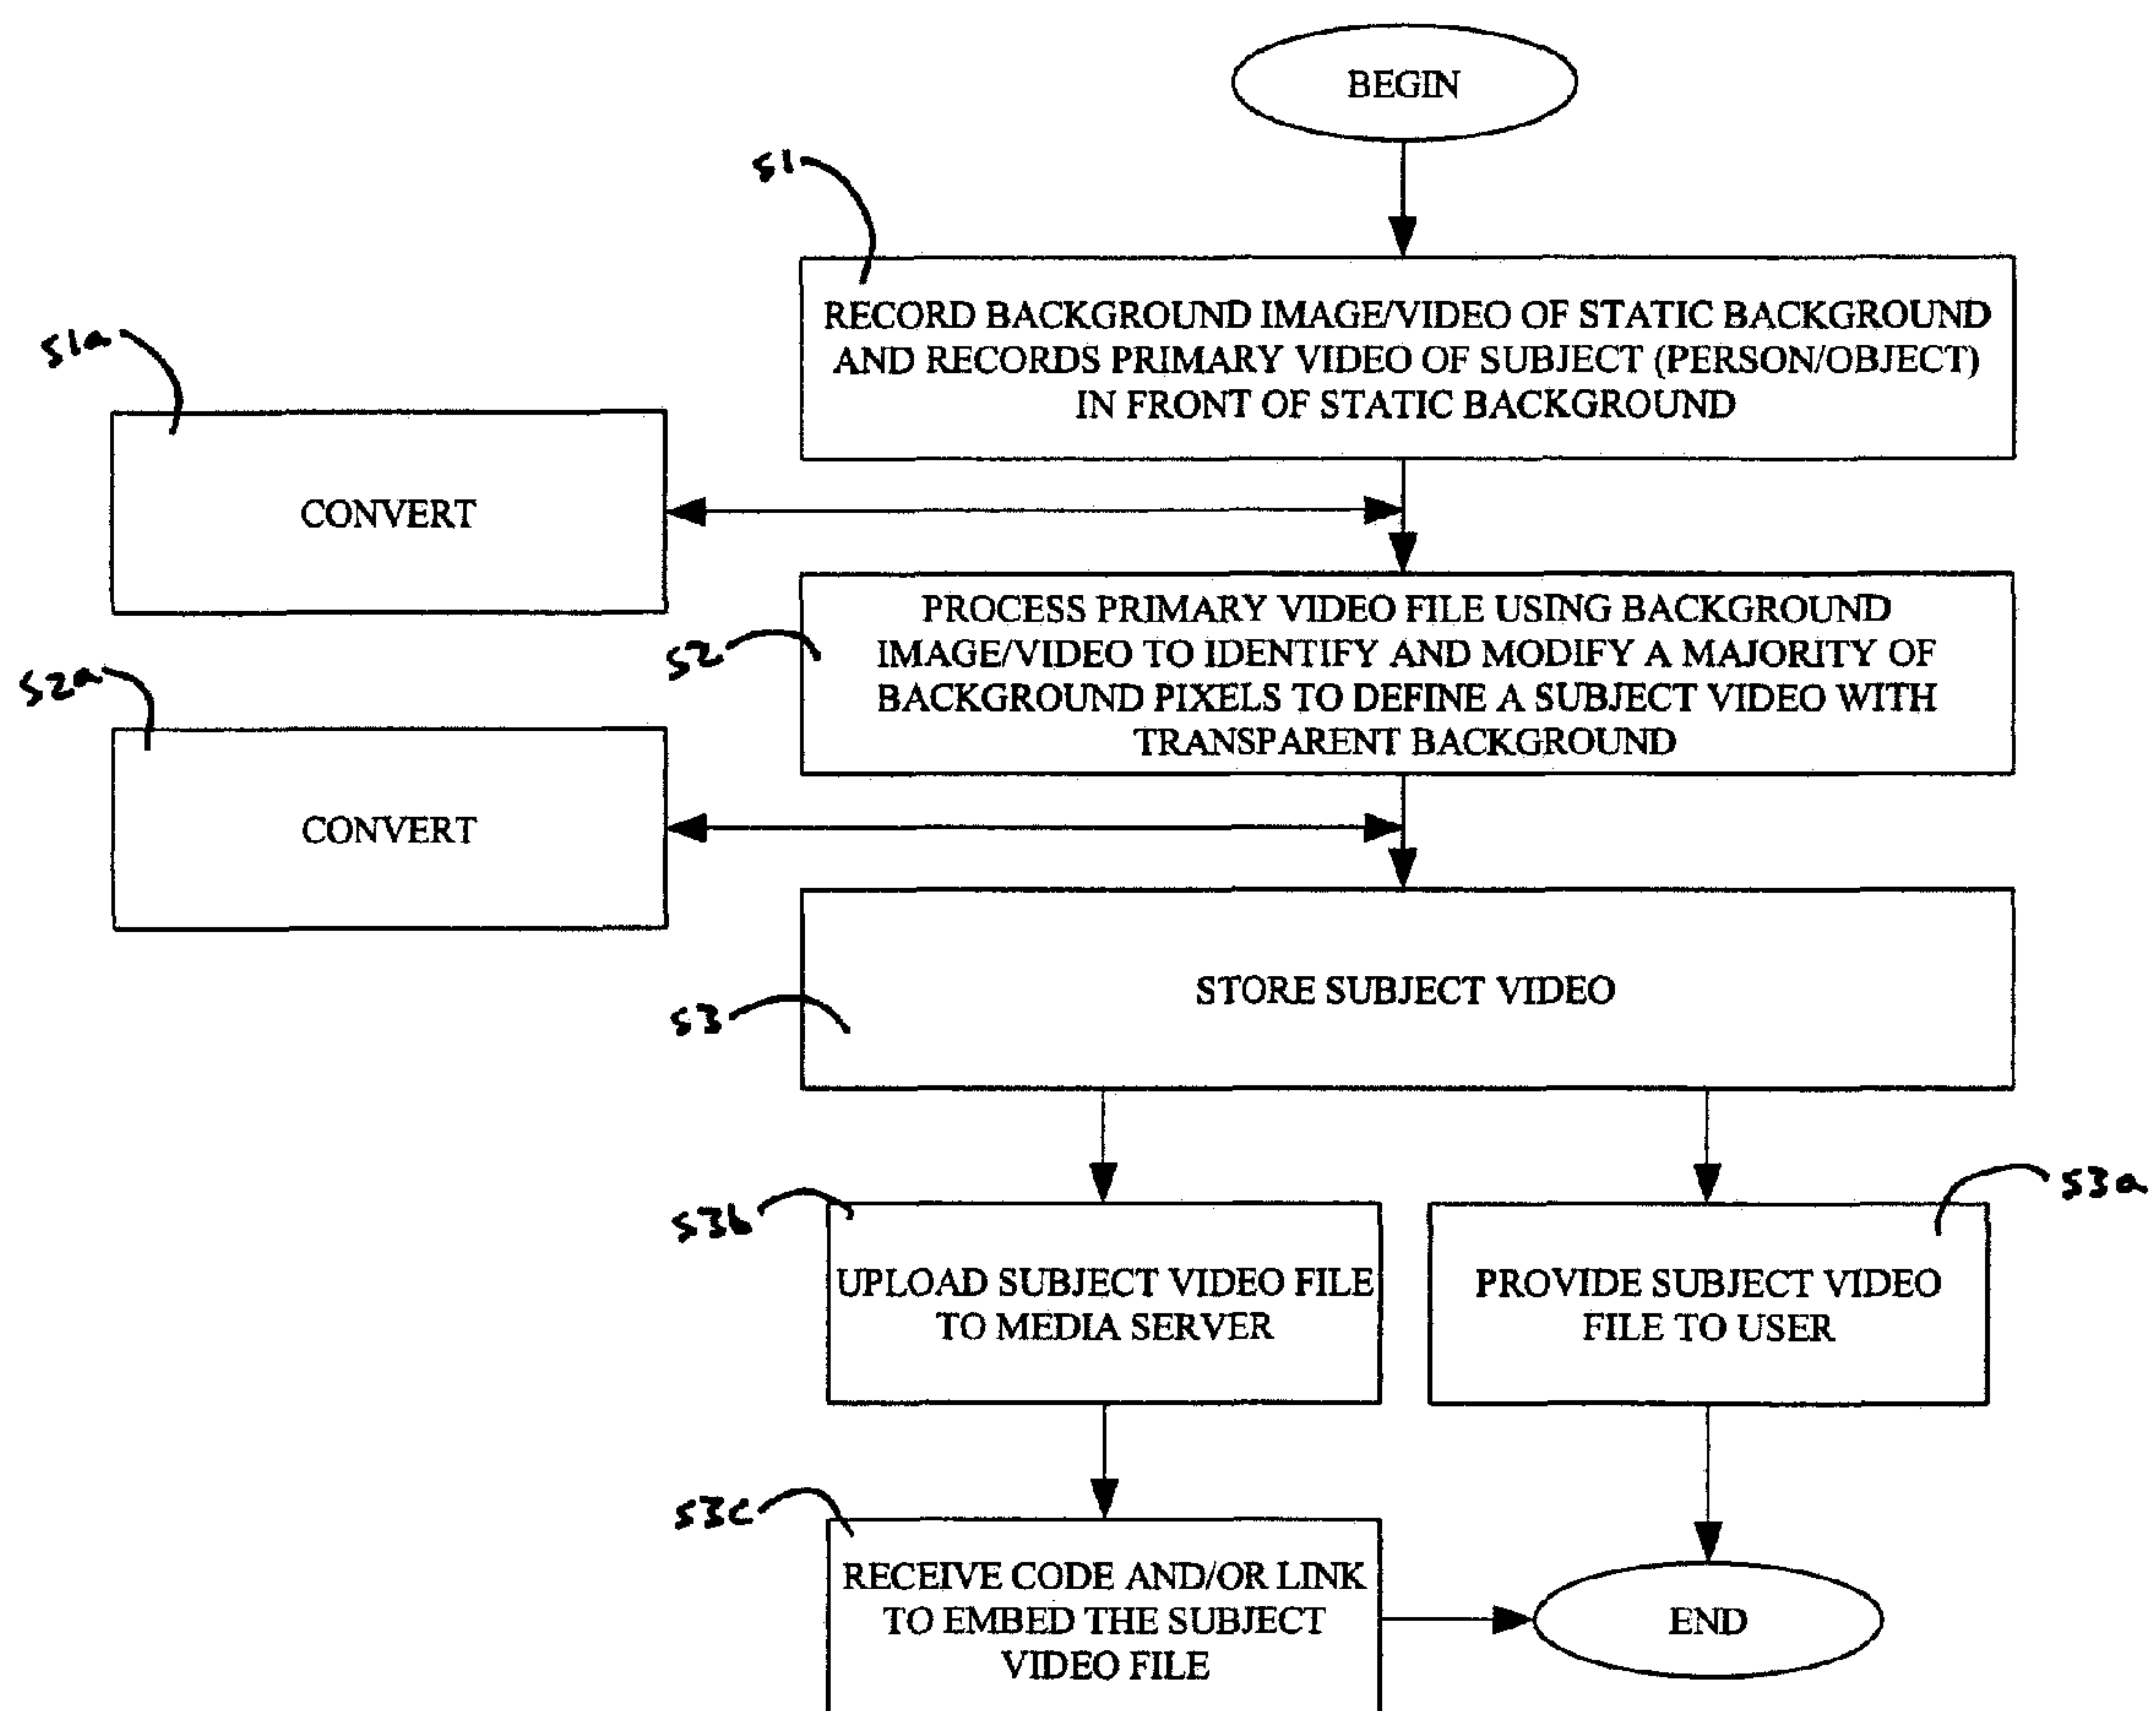 BEGIN
S1
RECORD BACKGROUND IMAGE/VIDEO OF STATIC BACKGROUND
AND RECORDS PRIMARY VIDEO OF SUBJECT (PERSON/OBJECT)
IN FRONT OF STATIC BACKGROUND
S1a
CONVERT
S2
PROCESS PRIMARY VIDEO FILE USING BACKGROUND
IMAGE/VIDEO TO IDENTIFY AND MODIFY A MAJORITY OF
BACKGROUND PIXELS TO DEFINE A SUBJECT VIDEO WITH
TRANSPARENT BACKGROUND
S2a
CONVERT
S3
STORE SUBJECT VIDEO
S3b
UPLOAD SUBJECT VIDEO FILE
TO MEDIA SERVER
S3a
PROVIDE SUBJECT VIDEO
FILE TO USER
S3c
RECEIVE CODE AND/OR LINK
TO EMBED THE SUBJECT
VIDEO FILE
END